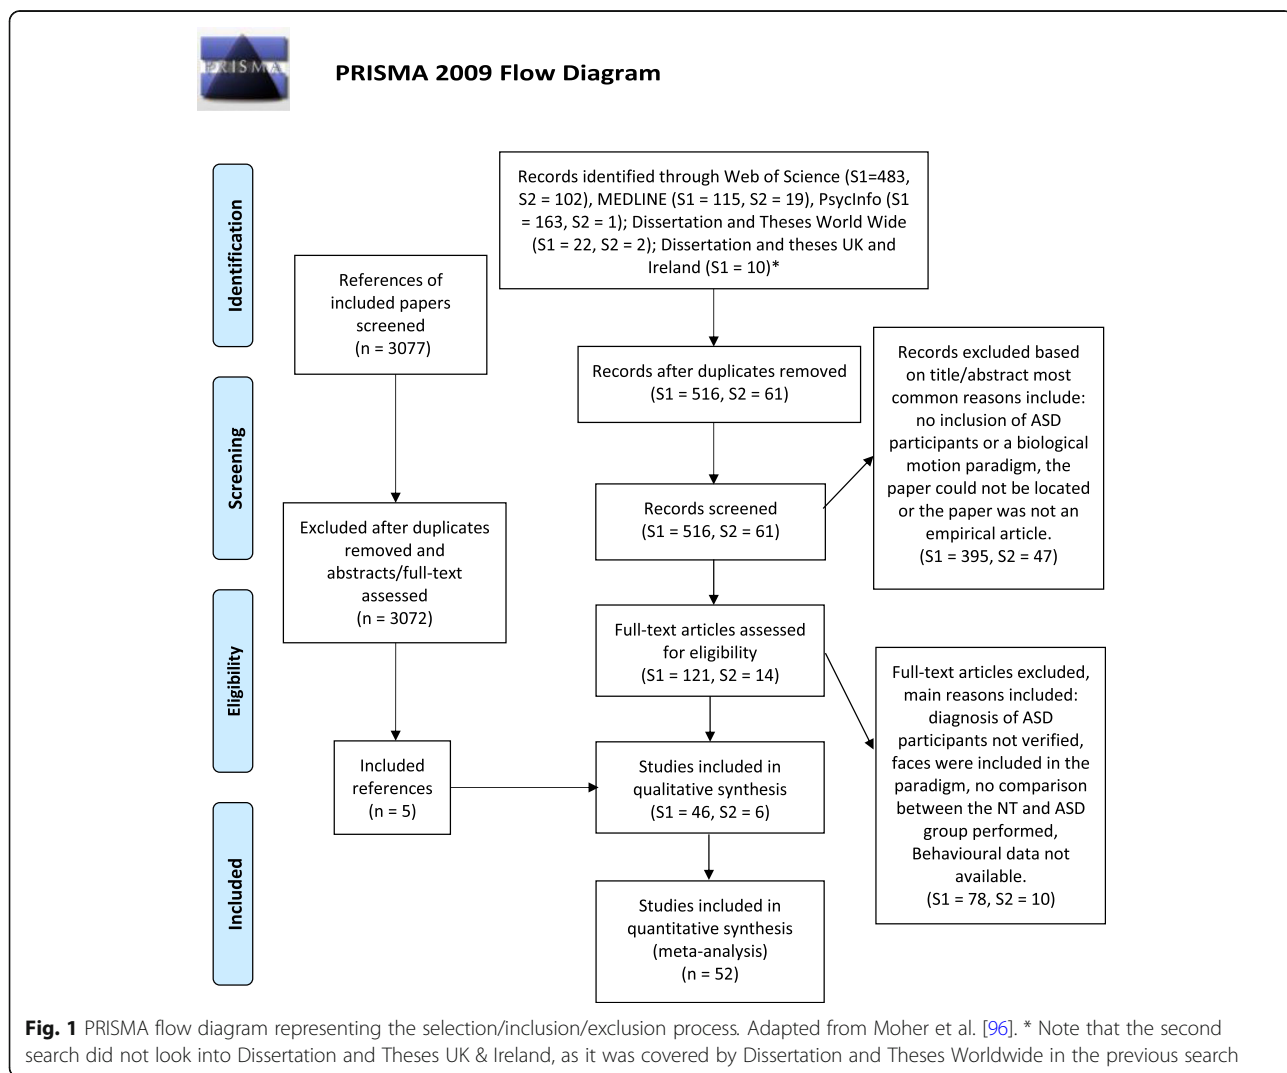 PRISMA
PRISMA 2009 Flow Diagram
Identification
Screening
Eligibility
Included
Records identified through Web of Science (S1=483,
S2 = 102), MEDLINE (S1 = 115, S2 = 19), PsycInfo (S1
= 163, S2 = 1); Dissertation and Theses World Wide
(S1 = 22, S2 = 2); Dissertation and theses UK and
Ireland (S1 = 10)*
References of
included papers
screened
(n = 3077)
Records after duplicates removed
(S1 = 516, S2 = 61)
Records excluded based
on title/abstract most
common reasons include:
no inclusion of ASD
participants or a biological
motion paradigm, the
paper could not be located
or the paper was not an
empirical article.
(S1 = 395, S2 = 47)
Records screened
(S1 = 516, S2 = 61)
Excluded after duplicates
removed and
abstracts/full-text
assessed
(n = 3072)
Full-text articles assessed
for eligibility
(S1 = 121, S2 = 14)
Full-text articles excluded,
main reasons included:
diagnosis of ASD
participants not verified,
faces were included in the
paradigm, no comparison
between the NT and ASD
group performed,
Behavioural data not
available.
(S1 = 78, S2 = 10)
Included
references
(n = 5)
Studies included in
qualitative synthesis
(S1 = 46, S2 = 6)
Studies included in
quantitative synthesis
(meta-analysis)
(n = 52)
Fig. 1 PRISMA flow diagram representing the selection/inclusion/exclusion process. Adapted from Moher et al. [96]. * Note that the second
search did not look into Dissertation and Theses UK & Ireland, as it was covered by Dissertation and Theses Worldwide in the previous search